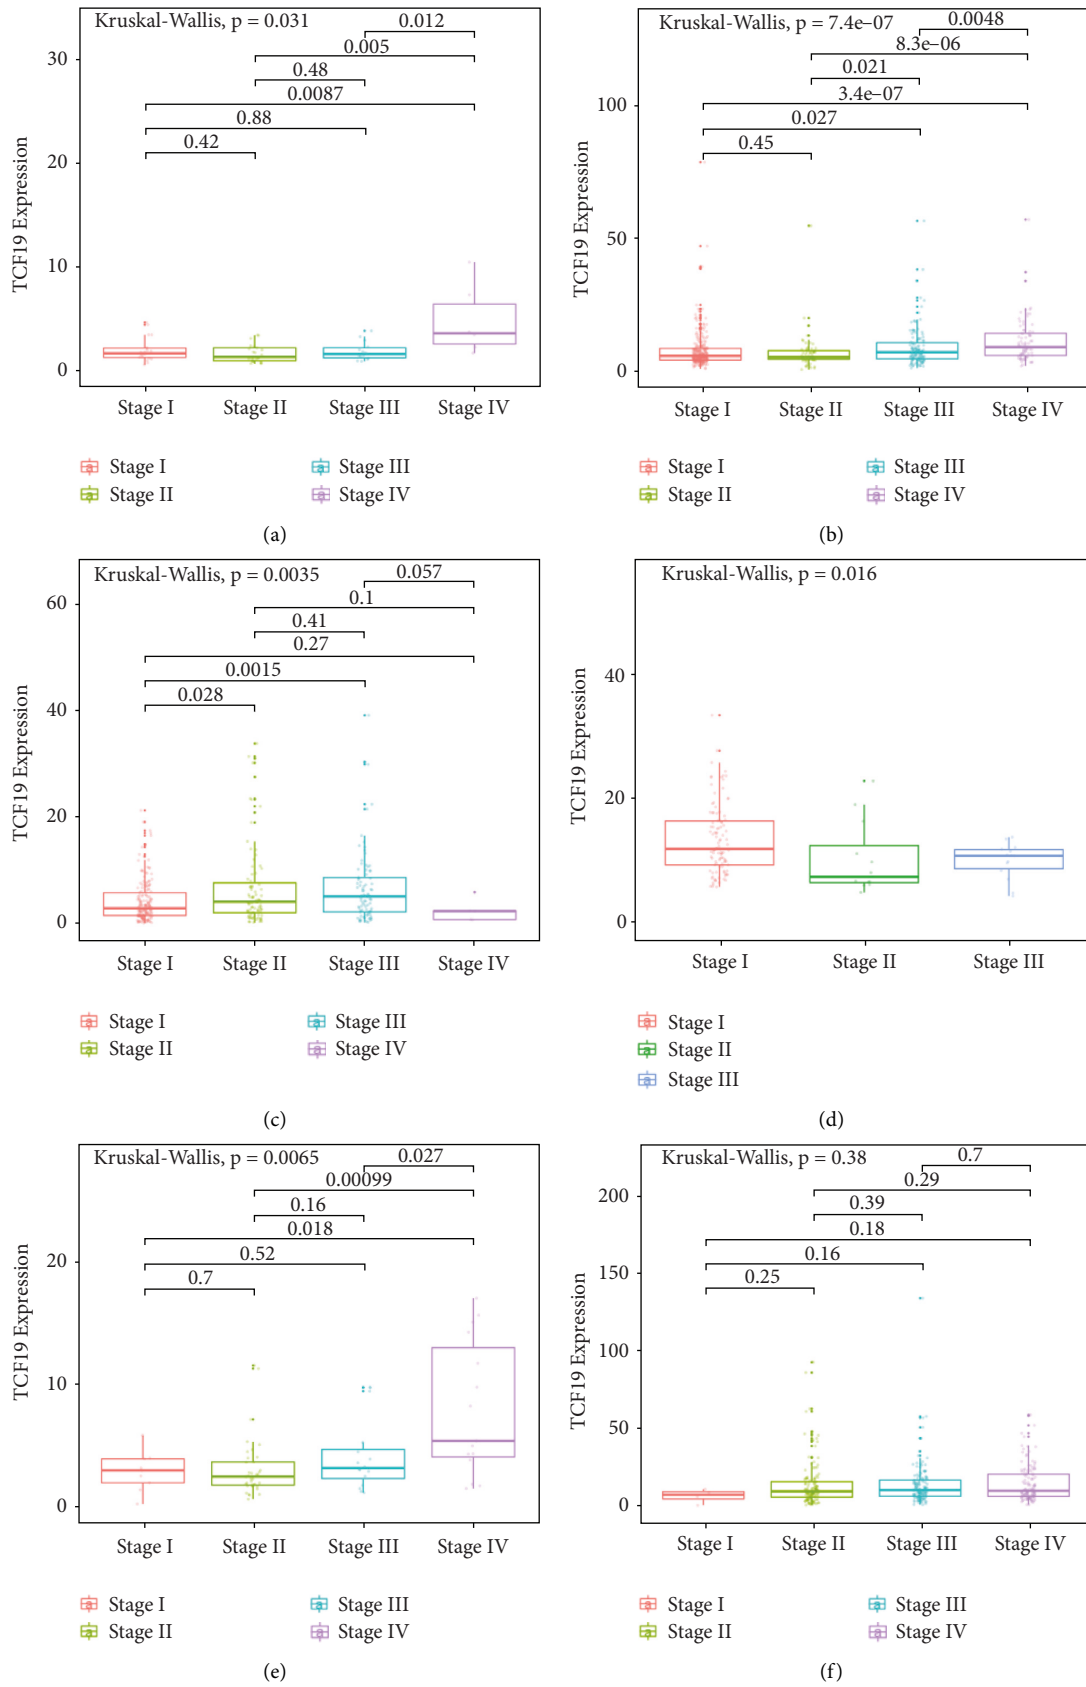 Kruskal-Wallis, p = 0.031
0.012
0.005
0.48
0.0087
0.88
0.42
30
20
10
0
TCF19 Expression
Stage I Stage II Stage III Stage IV
a Stage I a Stage III
a Stage II a Stage IV
(a)
Kruskal-Wallis, p = 7.4e–07
0.0048
8.3e–06
0.021
3.4e–07
0.027
0.45
100
50
0
TCF19 Expression
Stage I Stage II Stage III Stage IV
a Stage I a Stage III
a Stage II a Stage IV
(b)
Kruskal-Wallis, p = 0.0035
0.057
0.1
0.41
0.27
0.0015
0.028
60
40
20
0
TCF19 Expression
Stage I Stage II Stage III Stage IV
a Stage I a Stage III
a Stage II a Stage IV
(c)
Kruskal-Wallis, p = 0.016
40
20
0
TCF19 Expression
Stage I Stage II Stage III
a Stage I
a Stage II
a Stage III
(d)
Kruskal-Wallis, p = 0.0065
0.027
0.00099
0.16
0.018
0.52
0.7
20
10
0
TCF19 Expression
Stage I Stage II Stage III Stage IV
a Stage I a Stage III
a Stage II a Stage IV
(e)
Kruskal-Wallis, p = 0.38
0.7
0.29
0.39
0.18
0.16
0.25
200
150
100
50
0
TCF19 Expression
Stage I Stage II Stage III Stage IV
a Stage I a Stage III
a Stage II a Stage IV
(f)